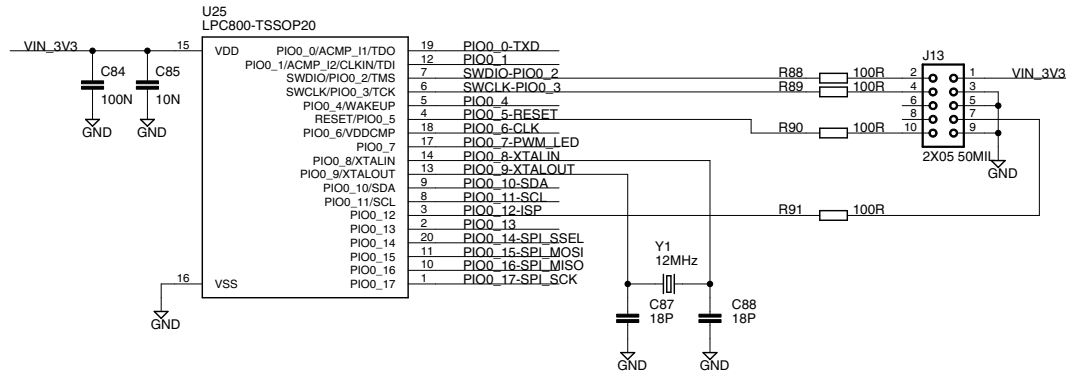 U25
LPC800-TSSOP20
VIN_3V3
15
VDD
C84
100N
GND
C85
10N
GND
16
VSS
GND
PIO0_0/ACMP_I1/TDO 19 PIO0_0-TXD
PIO0_1/ACMP_I2/CLKIN/TDI 12 PIO0_1
SWDIO/PIO0_2/TMS 7 SWDIO-PIO0_2
SWCLK/PIO0_3/TCK 6 SWCLK-PIO0_3
PIO0_4/WAKEUP 5 PIO0_4
RESET/PIO0_5 4 PIO0_5-RESET
PIO0_6/VDDCMP 18 PIO0_6-CLK
PIO0_7 17 PIO0_7-PWM_LED
PIO0_8/XTALIN 14 PIO0_8-XTALIN
PIO0_9/XTALOUT 13 PIO0_9-XTALOUT
PIO0_10/SDA 9 PIO0_10-SDA
PIO0_11/SCL 8 PIO0_11-SCL
PIO0_12 3 PIO0_12-ISP
PIO0_13 2 PIO0_13
PIO0_14 20 PIO0_14-SPI_SSEL
PIO0_15 11 PIO0_15-SPI_MOSI
PIO0_16 10 PIO0_16-SPI_MISO
PIO0_17 1 PIO0_17-SPI_SCK
R88 100R
R89 100R
R90 100R
R91 100R
J13
2 1 VIN_3V3
4 3
6 5
8 7
10 9
2X05 50MIL
GND
Y1
12MHz
C87
18P
GND
C88
18P
GND